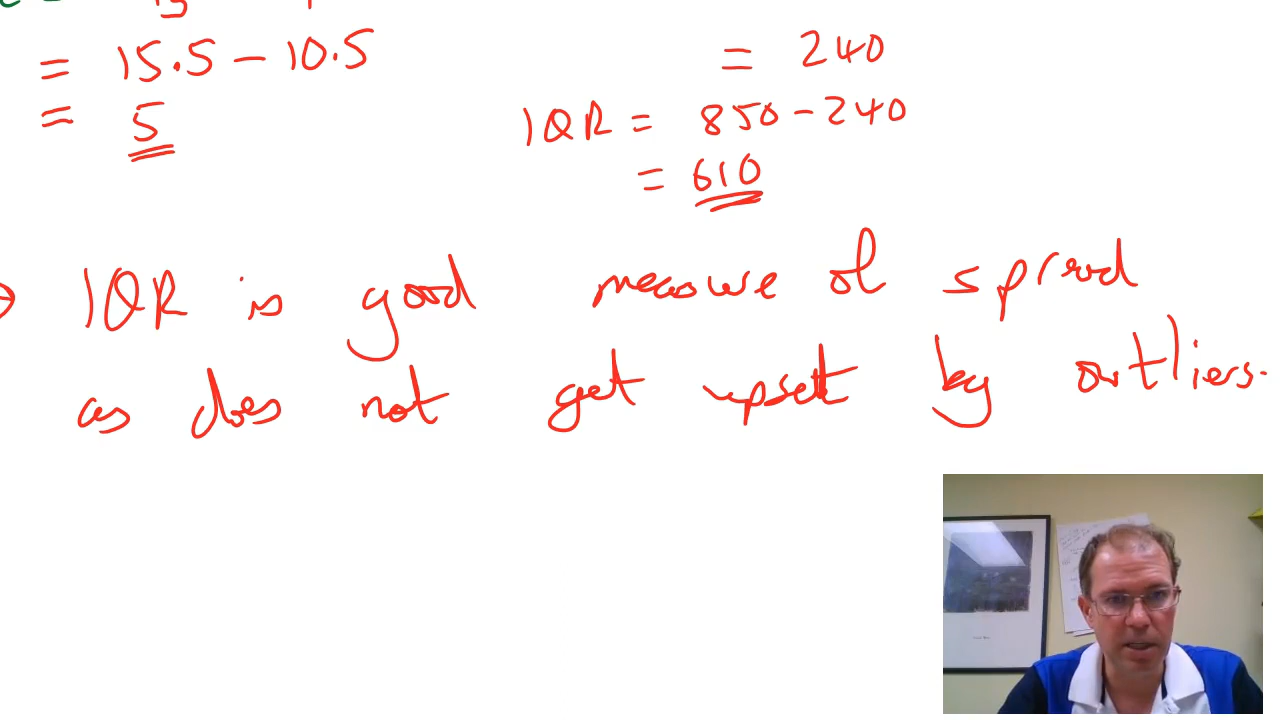 = 15.5 - 10.5
= 5
= 240
IQR = 850 - 240
= 610
IQR is good measure of spread
as does not get upset by outliers.